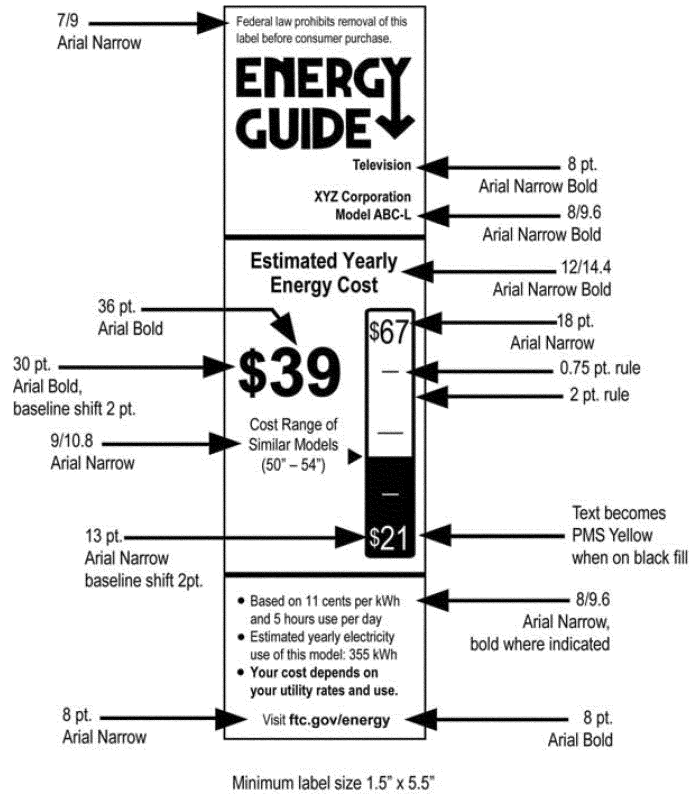 7/9
Arial Narrow
Federal law prohibits removal of this
label before consumer purchase.
ENERGY
GUIDE
Television
8 pt.
Arial Narrow Bold
XYZ Corporation
Model ABC-L
8/9.6
Arial Narrow Bold
Estimated Yearly
Energy Cost
12/14.4
Arial Narrow Bold
36 pt.
Arial Bold
$67
18 pt.
Arial Narrow
30 pt.
Arial Bold,
baseline shift 2 pt.
$39
0.75 pt. rule
2 pt. rule
9/10.8
Arial Narrow
Cost Range of
Similar Models
(50” – 54”)
13 pt.
Arial Narrow
baseline shift 2pt.
$21
Text becomes
PMS Yellow
when on black fill
• Based on 11 cents per kWh
and 5 hours use per day
• Estimated yearly electricity
use of this model: 355 kWh
• Your cost depends on
your utility rates and use.
8/9.6
Arial Narrow,
bold where indicated
8 pt.
Arial Narrow
Visit ftc.gov/energy
8 pt.
Arial Bold
Minimum label size 1.5” x 5.5”